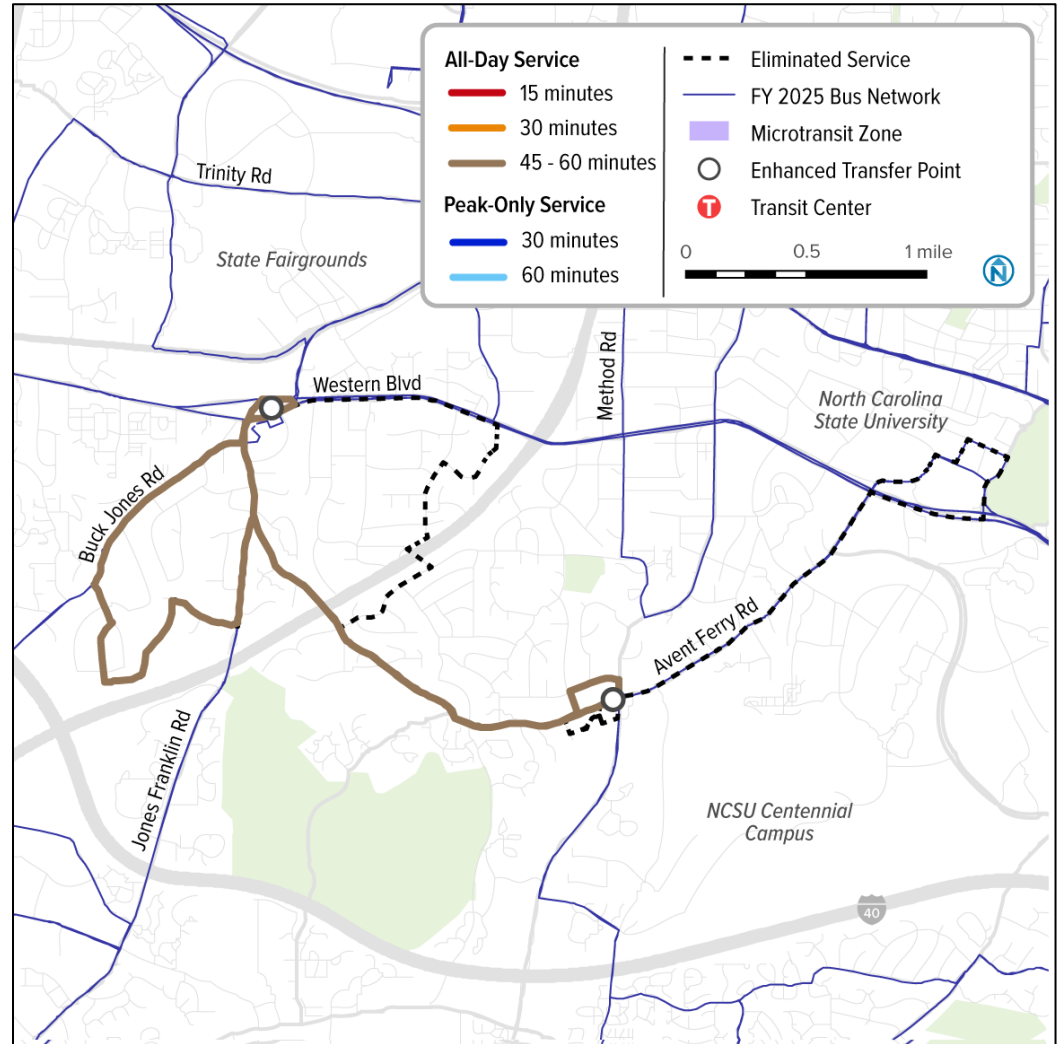 All-Day Service
15 minutes
30 minutes
45 - 60 minutes
Peak-Only Service
30 minutes
60 minutes
Eliminated Service
FY 2025 Bus Network
Microtransit Zone
Enhanced Transfer Point
T
Transit Center
0 0.5 1 mile
N
Trinity Rd
State Fairgrounds
Western Blvd
Method Rd
North Carolina
State University
Buck Jones Rd
Avent Ferry Rd
Jones Franklin Rd
NCSU Centennial
Campus
40